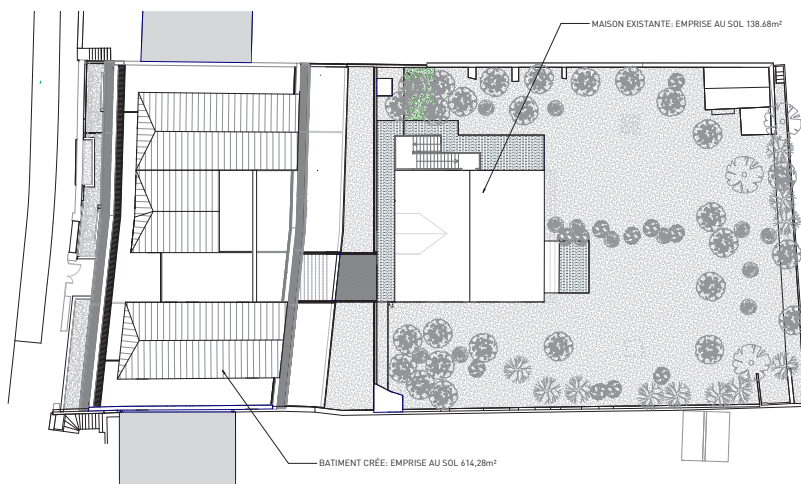 MAISON EXISTANTE: EMPRISE AU SOL 138.68m²
BATIMENT CRÉE: EMPRISE AU SOL 614,28m²